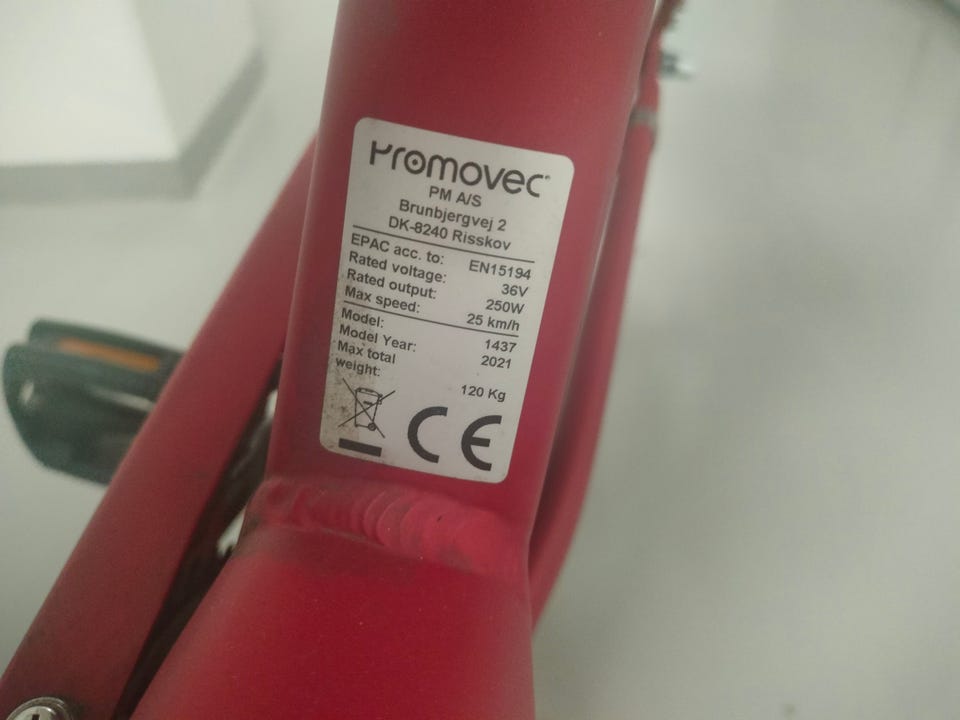 Promovec
PM A/S
Brunbjergvej 2
DK-8240 Risskov
EPAC acc. to: EN15194
Rated voltage: 36V
Rated output: 250W
Max speed: 25 km/h
Model: 1437
Model Year: 2021
Max total
weight: 120 Kg
CE